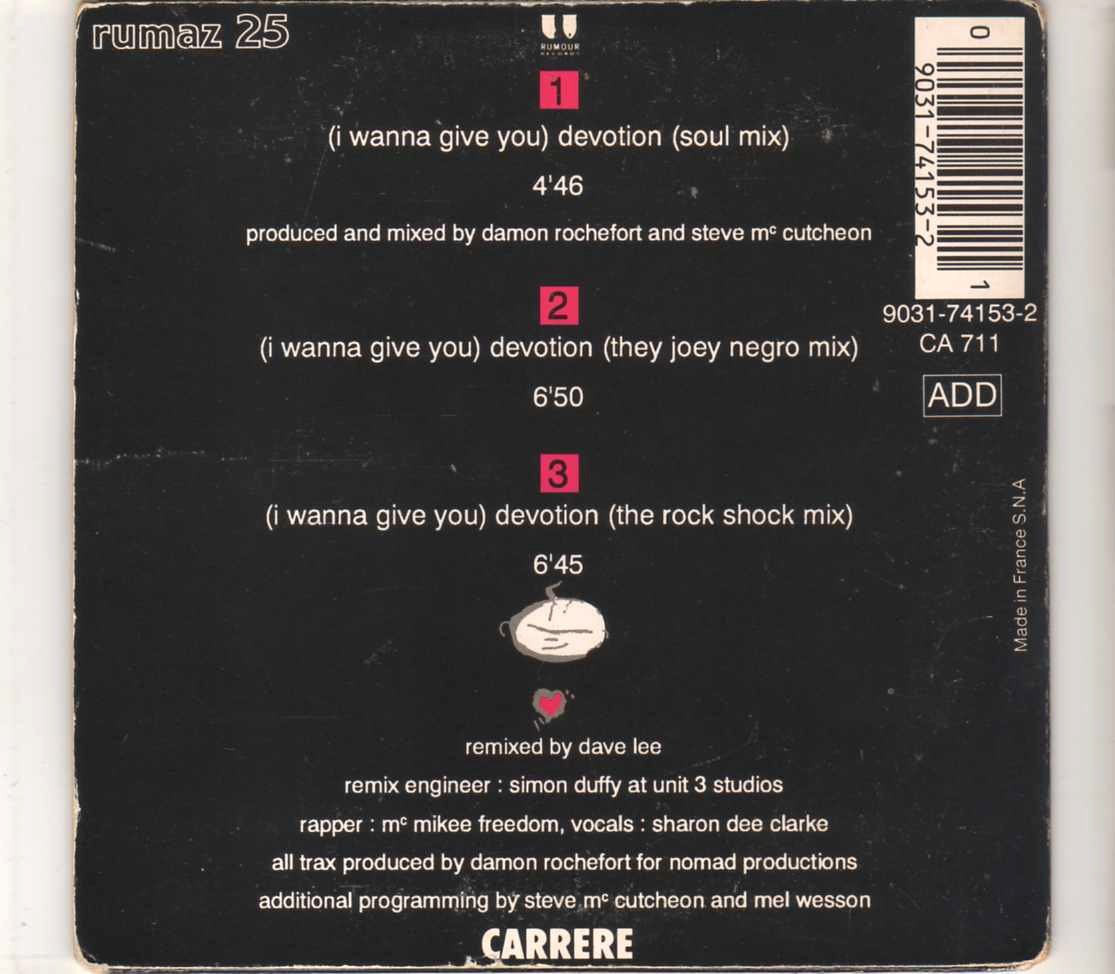 rumaz 25
RUMOUR
RECORDS
1
(i wanna give you) devotion (soul mix)
4'46
produced and mixed by damon rochefort and steve mc cutcheon
2
(i wanna give you) devotion (they joey negro mix)
6'50
3
(i wanna give you) devotion (the rock shock mix)
6'45
remixed by dave lee
remix engineer : simon duffy at unit 3 studios
rapper : mc mikee freedom, vocals : sharon dee clarke
all trax produced by damon rochefort for nomad productions
additional programming by steve mc cutcheon and mel wesson
CARRERE
0
9031-74153-2
1
9031-74153-2
CA 711
ADD
Made in France S.N.A